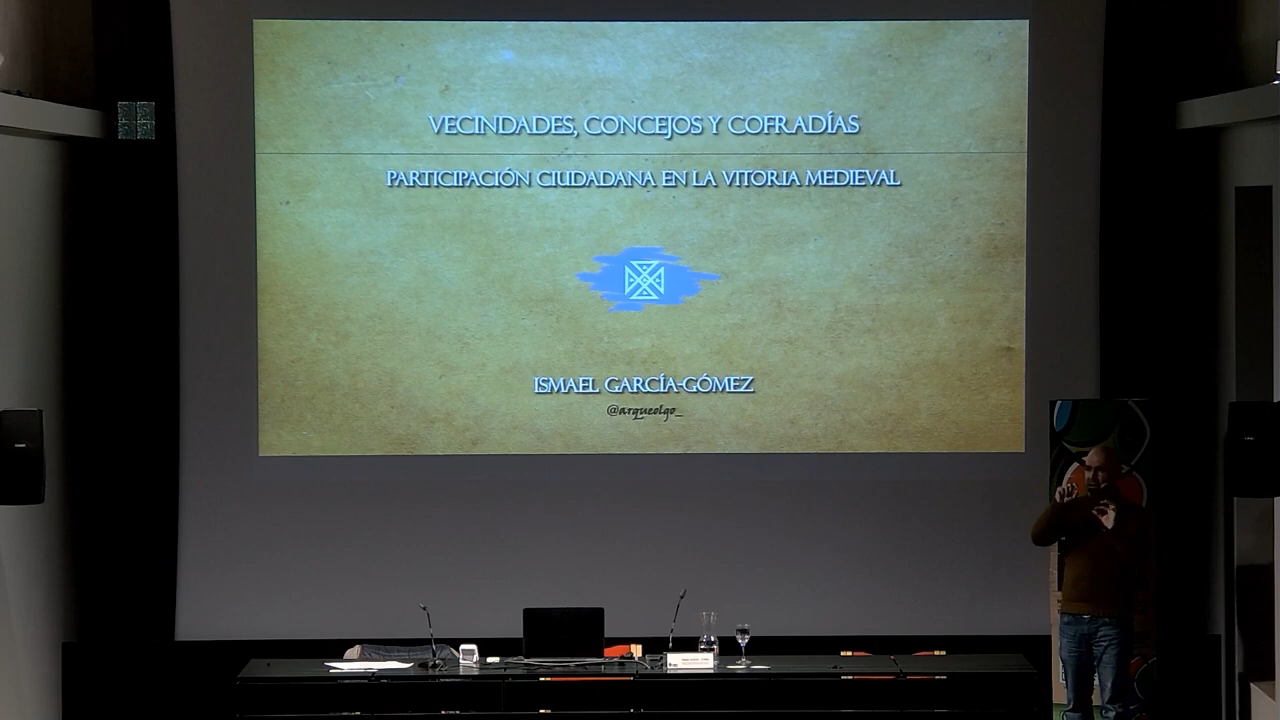 VECINDADES, CONCEJOS Y COFRADÍAS
PARTICIPACIÓN CIUDADANA EN LA VITORIA MEDIEVAL
ISMAEL GARCÍA-GÓMEZ
@arqueolgo_